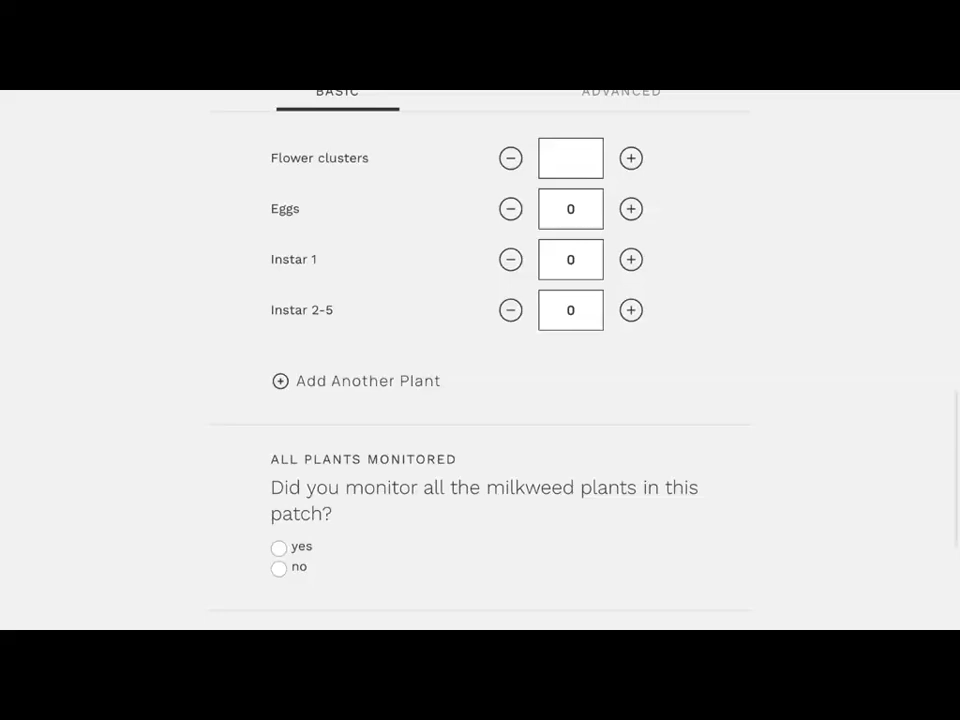 BASIC ADVANCED
Flower clusters
Eggs 0
Instar 1 0
Instar 2-5 0
Add Another Plant
ALL PLANTS MONITORED
Did you monitor all the milkweed plants in this
patch?
yes
no